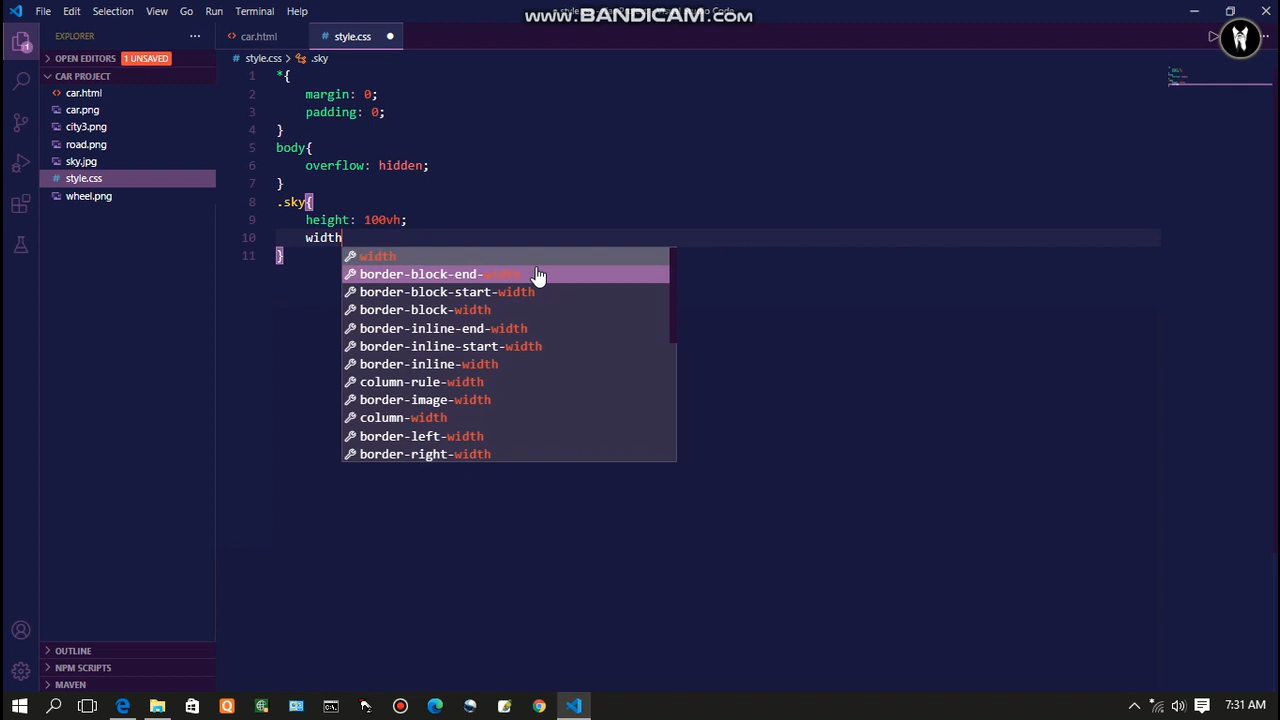 File Edit Selection View Go Run Terminal Help
www.BANDICAM.com
EXPLORER
OPEN EDITORS 1 UNSAVED
CAR PROJECT
car.html
car.png
city3.png
road.png
sky.jpg
style.css
wheel.png
OUTLINE
NPM SCRIPTS
MAVEN
car.html style.css
style.css > .sky
1 *{
2 margin: 0;
3 padding: 0;
4 }
5 body{
6 overflow: hidden;
7 }
8 .sky{
9 height: 100vh;
10 width
11 }
width
border-block-end-width
border-block-start-width
border-block-width
border-inline-end-width
border-inline-start-width
border-inline-width
column-rule-width
border-image-width
column-width
border-left-width
border-right-width
7:31 AM